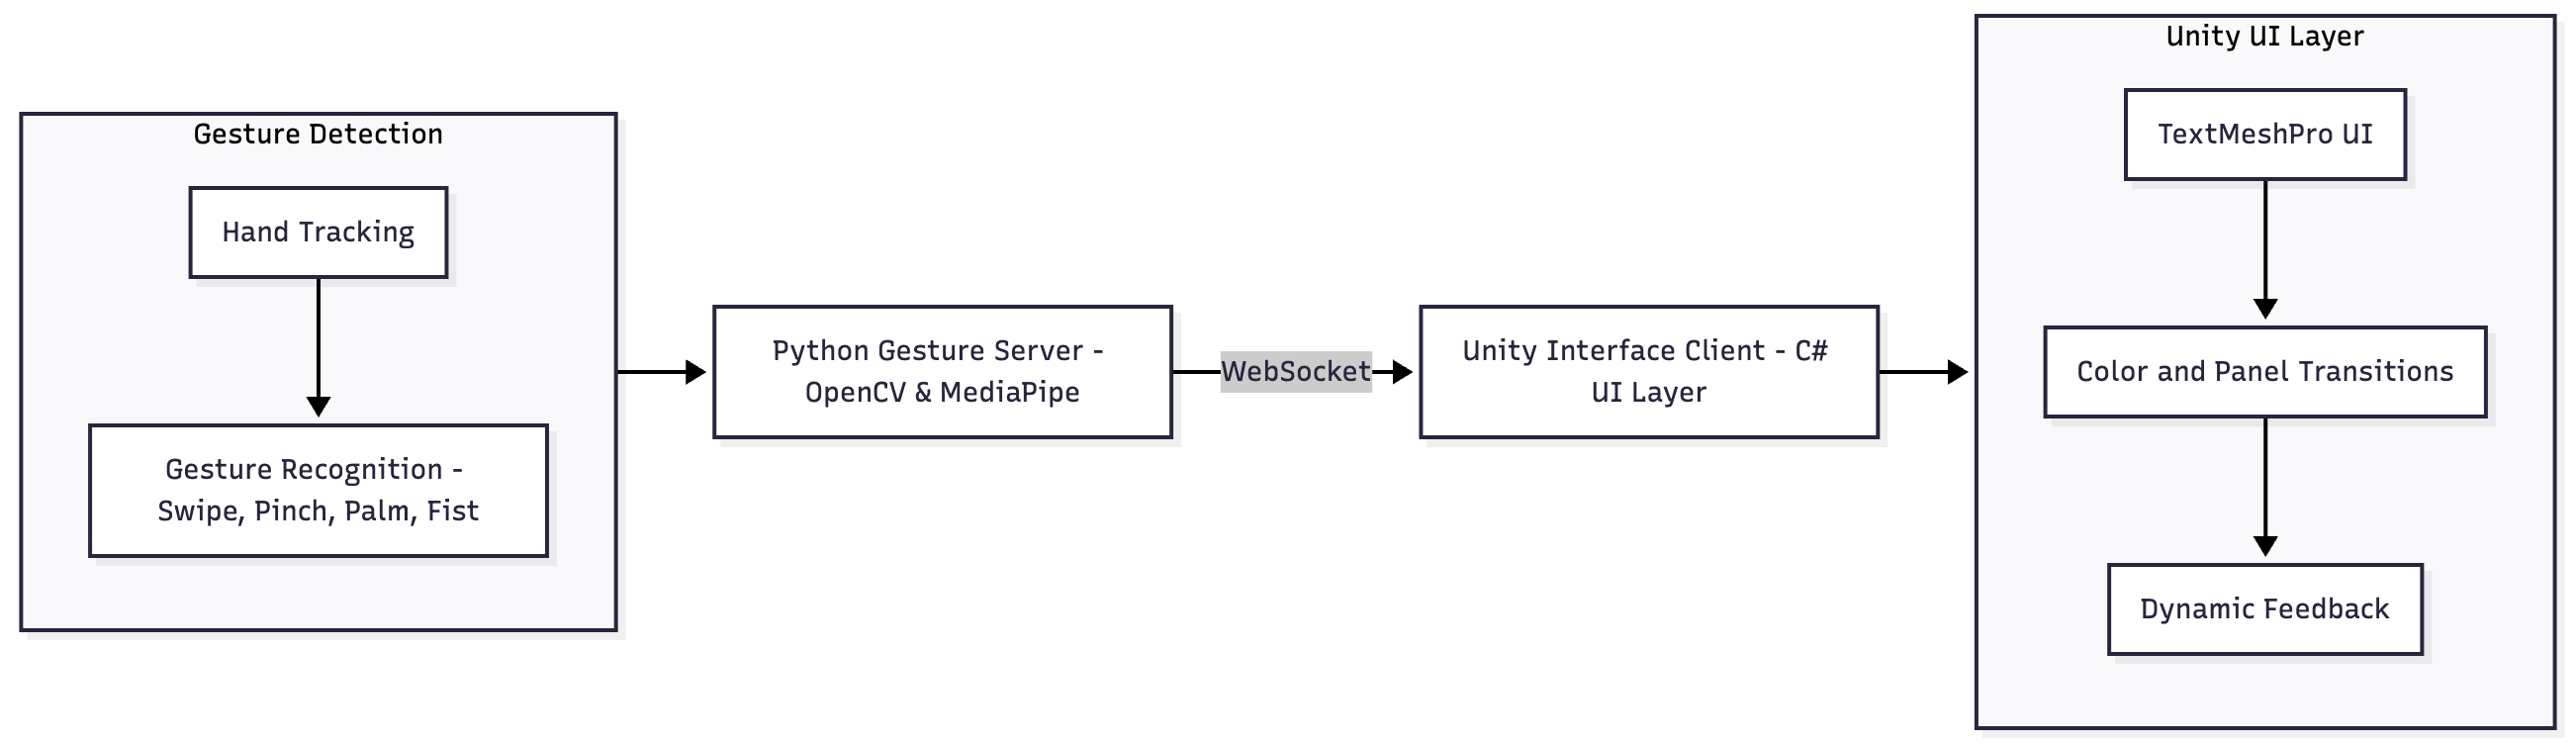 Gesture Detection
Hand Tracking
Gesture Recognition -
Swipe, Pinch, Palm, Fist
Python Gesture Server -
OpenCV & MediaPipe
WebSocket
Unity Interface Client - C#
UI Layer
Unity UI Layer
TextMeshPro UI
Color and Panel Transitions
Dynamic Feedback